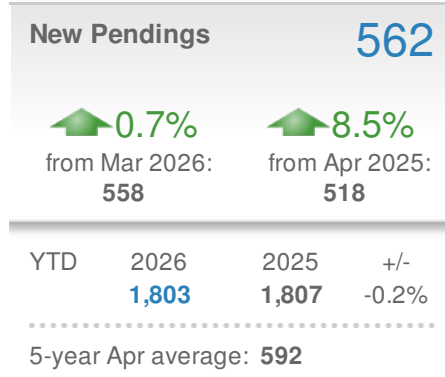 New Pendings 562
0.7% 8.5%
from Mar 2026: from Apr 2025:
558 518
YTD 2026 2025 +/-
1,803 1,807 -0.2%
5-year Apr average: 592